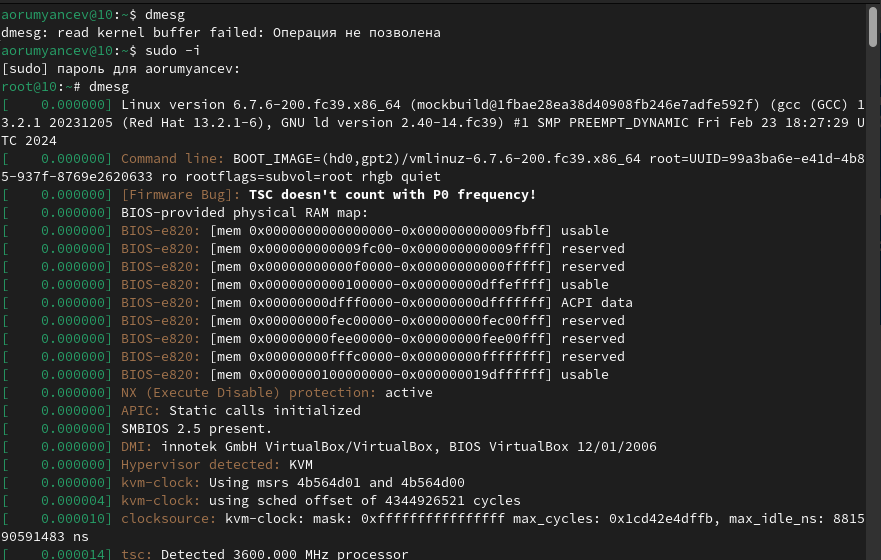 aorumyancev@10:~$ dmesg
dmesg: read kernel buffer failed: Операция не позволена
aorumyancev@10:~$ sudo -i
[sudo] пароль для aorumyancev:
root@10:~# dmesg
[    0.000000] Linux version 6.7.6-200.fc39.x86_64 (mockbuild@1fbae28ea38d40908fb246e7adfe592f) (gcc (GCC) 1
3.2.1 20231205 (Red Hat 13.2.1-6), GNU ld version 2.40-14.fc39) #1 SMP PREEMPT_DYNAMIC Fri Feb 23 18:27:29 U
TC 2024
[    0.000000] Command line: BOOT_IMAGE=(hd0,gpt2)/vmlinuz-6.7.6-200.fc39.x86_64 root=UUID=99a3ba6e-e41d-4b8
5-937f-8769e2620633 ro rootflags=subvol=root rhgb quiet
[    0.000000] [Firmware Bug]: TSC doesn't count with P0 frequency!
[    0.000000] BIOS-provided physical RAM map:
[    0.000000] BIOS-e820: [mem 0x0000000000000000-0x000000000009fbff] usable
[    0.000000] BIOS-e820: [mem 0x000000000009fc00-0x000000000009ffff] reserved
[    0.000000] BIOS-e820: [mem 0x00000000000f0000-0x00000000000fffff] reserved
[    0.000000] BIOS-e820: [mem 0x0000000000100000-0x00000000dffeffff] usable
[    0.000000] BIOS-e820: [mem 0x00000000dfff0000-0x00000000dfffffff] ACPI data
[    0.000000] BIOS-e820: [mem 0x00000000fec00000-0x00000000fec00fff] reserved
[    0.000000] BIOS-e820: [mem 0x00000000fee00000-0x00000000fee00fff] reserved
[    0.000000] BIOS-e820: [mem 0x00000000fffc0000-0x00000000ffffffff] reserved
[    0.000000] BIOS-e820: [mem 0x0000000100000000-0x000000019dffffff] usable
[    0.000000] NX (Execute Disable) protection: active
[    0.000000] APIC: Static calls initialized
[    0.000000] SMBIOS 2.5 present.
[    0.000000] DMI: innotek GmbH VirtualBox/VirtualBox, BIOS VirtualBox 12/01/2006
[    0.000000] Hypervisor detected: KVM
[    0.000000] kvm-clock: Using msrs 4b564d01 and 4b564d00
[    0.000004] kvm-clock: using sched offset of 4344926521 cycles
[    0.000010] clocksource: kvm-clock: mask: 0xffffffffffffffff max_cycles: 0x1cd42e4dffb, max_idle_ns: 8815
90591483 ns
[    0.000014] tsc: Detected 3600.000 MHz processor